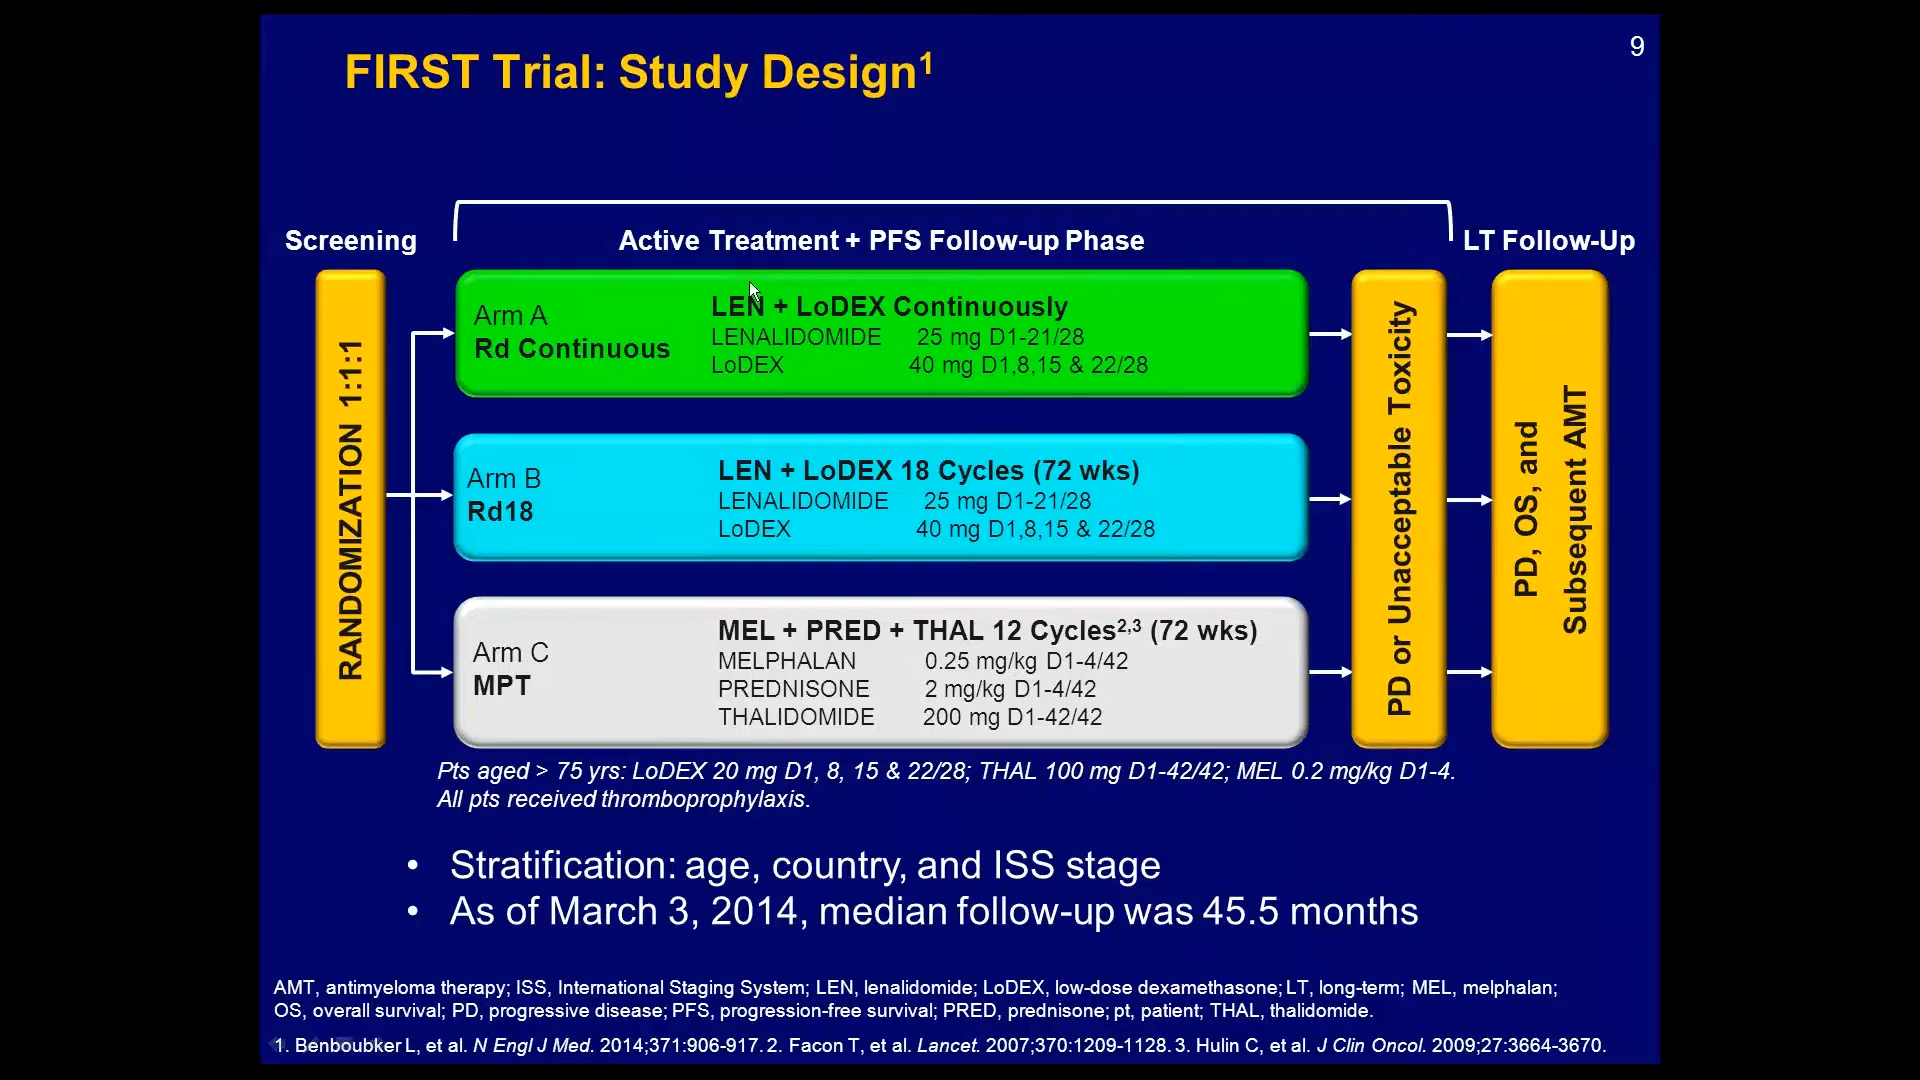 9
FIRST Trial: Study Design¹
Screening
Active Treatment + PFS Follow-up Phase
LT Follow-Up
RANDOMIZATION 1:1:1
Arm A
Rd Continuous
LEN + LoDEX Continuously
LENALIDOMIDE 25 mg D1-21/28
LoDEX 40 mg D1,8,15 & 22/28
Arm B
Rd18
LEN + LoDEX 18 Cycles (72 wks)
LENALIDOMIDE 25 mg D1-21/28
LoDEX 40 mg D1,8,15 & 22/28
Arm C
MPT
MEL + PRED + THAL 12 Cycles²,³ (72 wks)
MELPHALAN 0.25 mg/kg D1-4/42
PREDNISONE 2 mg/kg D1-4/42
THALIDOMIDE 200 mg D1-42/42
PD or Unacceptable Toxicity
PD, OS, and
Subsequent AMT
Pts aged > 75 yrs: LoDEX 20 mg D1, 8, 15 & 22/28; THAL 100 mg D1-42/42; MEL 0.2 mg/kg D1-4.
All pts received thromboprophylaxis.
• Stratification: age, country, and ISS stage
• As of March 3, 2014, median follow-up was 45.5 months
AMT, antimyeloma therapy; ISS, International Staging System; LEN, lenalidomide; LoDEX, low-dose dexamethasone; LT, long-term; MEL, melphalan;
OS, overall survival; PD, progressive disease; PFS, progression-free survival; PRED, prednisone; pt, patient; THAL, thalidomide.
1. Benboubker L, et al. N Engl J Med. 2014;371:906-917. 2. Facon T, et al. Lancet. 2007;370:1209-1128. 3. Hulin C, et al. J Clin Oncol. 2009;27:3664-3670.